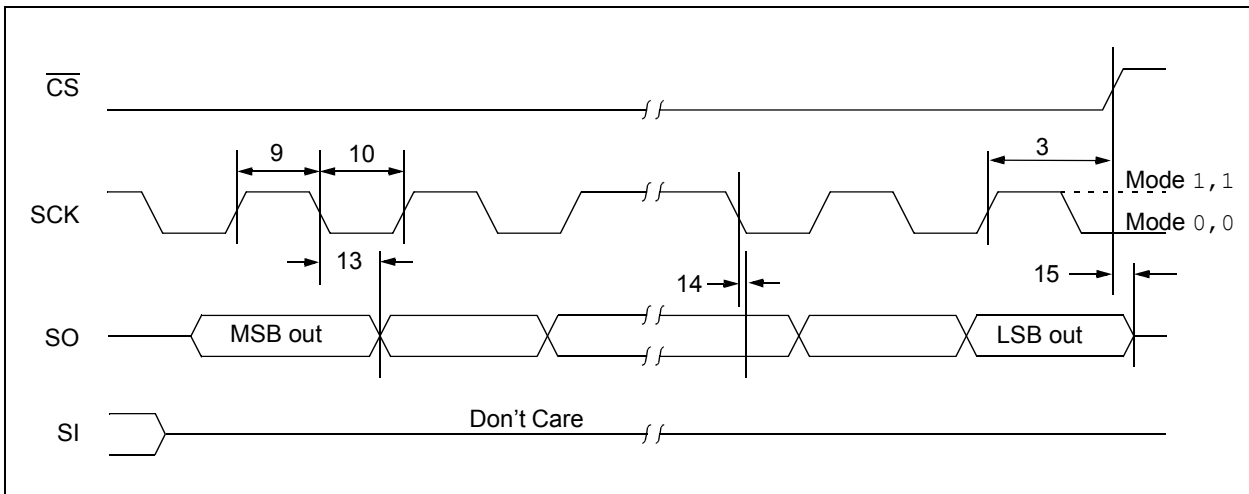 CS
9 10 3
SCK
Mode 1,1
Mode 0,0
13 14 15
SO MSB out LSB out
SI Don't Care